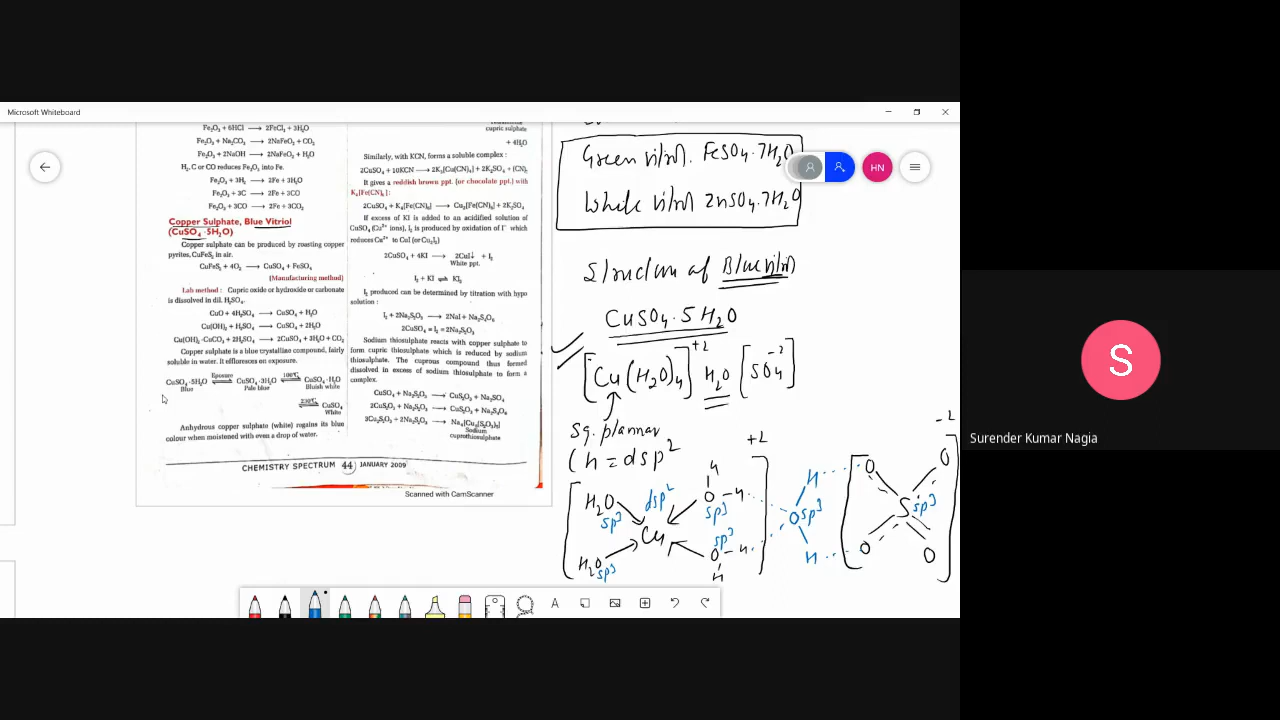 Microsoft Whiteboard
Fe₂O₃ + 6HCl ⟶ 2FeCl₃ + 3H₂O
Fe₂O₃ + Na₂CO₃ ⟶ 2NaFeO₂ + CO₂
Fe₂O₃ + 2NaOH ⟶ 2NaFeO₂ + H₂O
H₂, C or CO reduces Fe₂O₃ into Fe.
Fe₂O₃ + 3H₂ ⟶ 2Fe + 3H₂O
Fe₂O₃ + 3C ⟶ 2Fe + 3CO
Fe₂O₃ + 3CO ⟶ 2Fe + 3CO₂
Copper Sulphate, Blue Vitriol
(CuSO₄ · 5H₂O)
Copper sulphate can be produced by roasting copper
pyrites, CuFeS₂ in air.
CuFeS₂ + 4O₂ ⟶ CuSO₄ + FeSO₄
(Manufacturing method)
Lab method : Cupric oxide or hydroxide or carbonate
is dissolved in dil. H₂SO₄.
CuO + 4H₂SO₄ ⟶ CuSO₄ + H₂O
Cu(OH)₂ + H₂SO₄ ⟶ CuSO₄ + 2H₂O
Cu(OH)₂ · CuCO₃ + 2H₂SO₄ ⟶ 2CuSO₄ + 3H₂O + CO₂
Copper sulphate is a blue crystalline compound, fairly
soluble in water. It effloresces on exposure.
CuSO₄·5H₂O ⇌ Exposure CuSO₄·3H₂O ⇌ 100°C CuSO₄·H₂O
Blue Pale blue Bluish white
⇌ 230°C CuSO₄
White
Anhydrous copper sulphate (white) regains its blue
colour when moistened with even a drop of water.
cupric sulphate
+ 4H₂O
Similarly, with KCN, forms a soluble complex :
2CuSO₄ + 10KCN ⟶ 2K₃[Cu(CN)₄] + 2K₂SO₄ + (CN)₂
It gives a reddish brown ppt. (or chocolate ppt.) with
K₄[Fe(CN)₆]
2CuSO₄ + K₄[Fe(CN)₆] ⟶ Cu₂[Fe(CN)₆] + 2K₂SO₄
If excess of KI is added to an acidified solution of
CuSO₄ (Cu²⁺ ions), I₂ is produced by oxidation of I⁻ which
reduces Cu²⁺ to CuI (or Cu₂I₂)
2CuSO₄ + 4KI ⟶ 2CuI↓ + I₂
White ppt.
I₂ + KI ⇌ KI₃
I₂ produced can be determined by titration with hypo
solution :
I₂ + 2Na₂S₂O₃ ⟶ 2NaI + Na₂S₄O₆
2CuSO₄ ≡ I₂ ≡ 2Na₂S₂O₃
Sodium thiosulphate reacts with copper sulphate to
form cupric thiosulphate which is reduced by sodium
thiosulphate. The cuprous compound thus formed
dissolved in excess of sodium thiosulphate to form a
complex.
CuSO₄ + Na₂S₂O₃ ⟶ CuS₂O₃ + Na₂SO₄
2CuS₂O₃ + Na₂S₂O₃ ⟶ Cu₂S₂O₃ + Na₂S₄O₆
3Cu₂S₂O₃ + 2Na₂S₂O₃ ⟶ Na₄[Cu₆(S₂O₃)₅]
Sodium
cuprothiosulphate
CHEMISTRY SPECTRUM 44 JANUARY 2009
Scanned with CamScanner
Green vitriol. FeSO₄·7H₂O
White vitriol ZnSO₄·7H₂O
Structure of Blue vitriol
CuSO₄·5H₂O
[Cu(H₂O)₄]⁺² H₂O [SO₄⁻²]
sq. planner
(h = dsp²
+2
-2
H₂O sp³ dsp² Cu O-H sp³ H
H₂O sp³ O-H sp³ H
H O sp³ H
O O S sp³ O O
HN
S
Surender Kumar Nagia